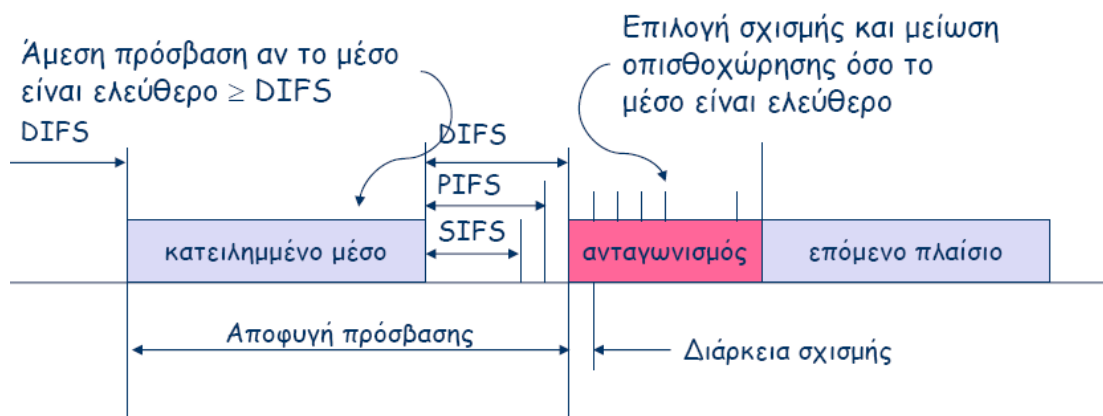 Άμεση πρόσβαση αν το μέσο
είναι ελεύθερο ≥ DIFS
DIFS
Επιλογή σχισμής και μείωση
οπισθοχώρησης όσο το
μέσο είναι ελεύθερο
DIFS
PIFS
SIFS
κατειλημμένο μέσο
ανταγωνισμός
επόμενο πλαίσιο
Αποφυγή πρόσβασης
Διάρκεια σχισμής